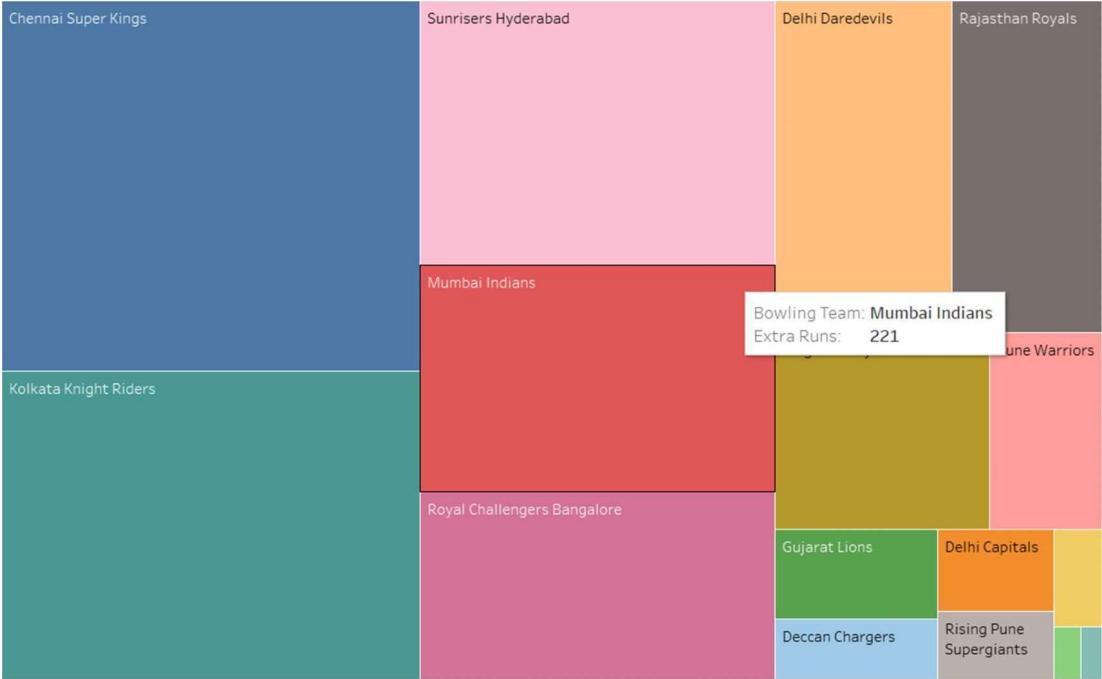 Chennai Super Kings
Sunrisers Hyderabad
Delhi Daredevils
Rajasthan Royals
Mumbai Indians
Bowling Team: Mumbai Indians
Extra Runs: 221
une Warriors
Kolkata Knight Riders
Royal Challengers Bangalore
Gujarat Lions
Delhi Capitals
Deccan Chargers
Rising Pune
Supergiants